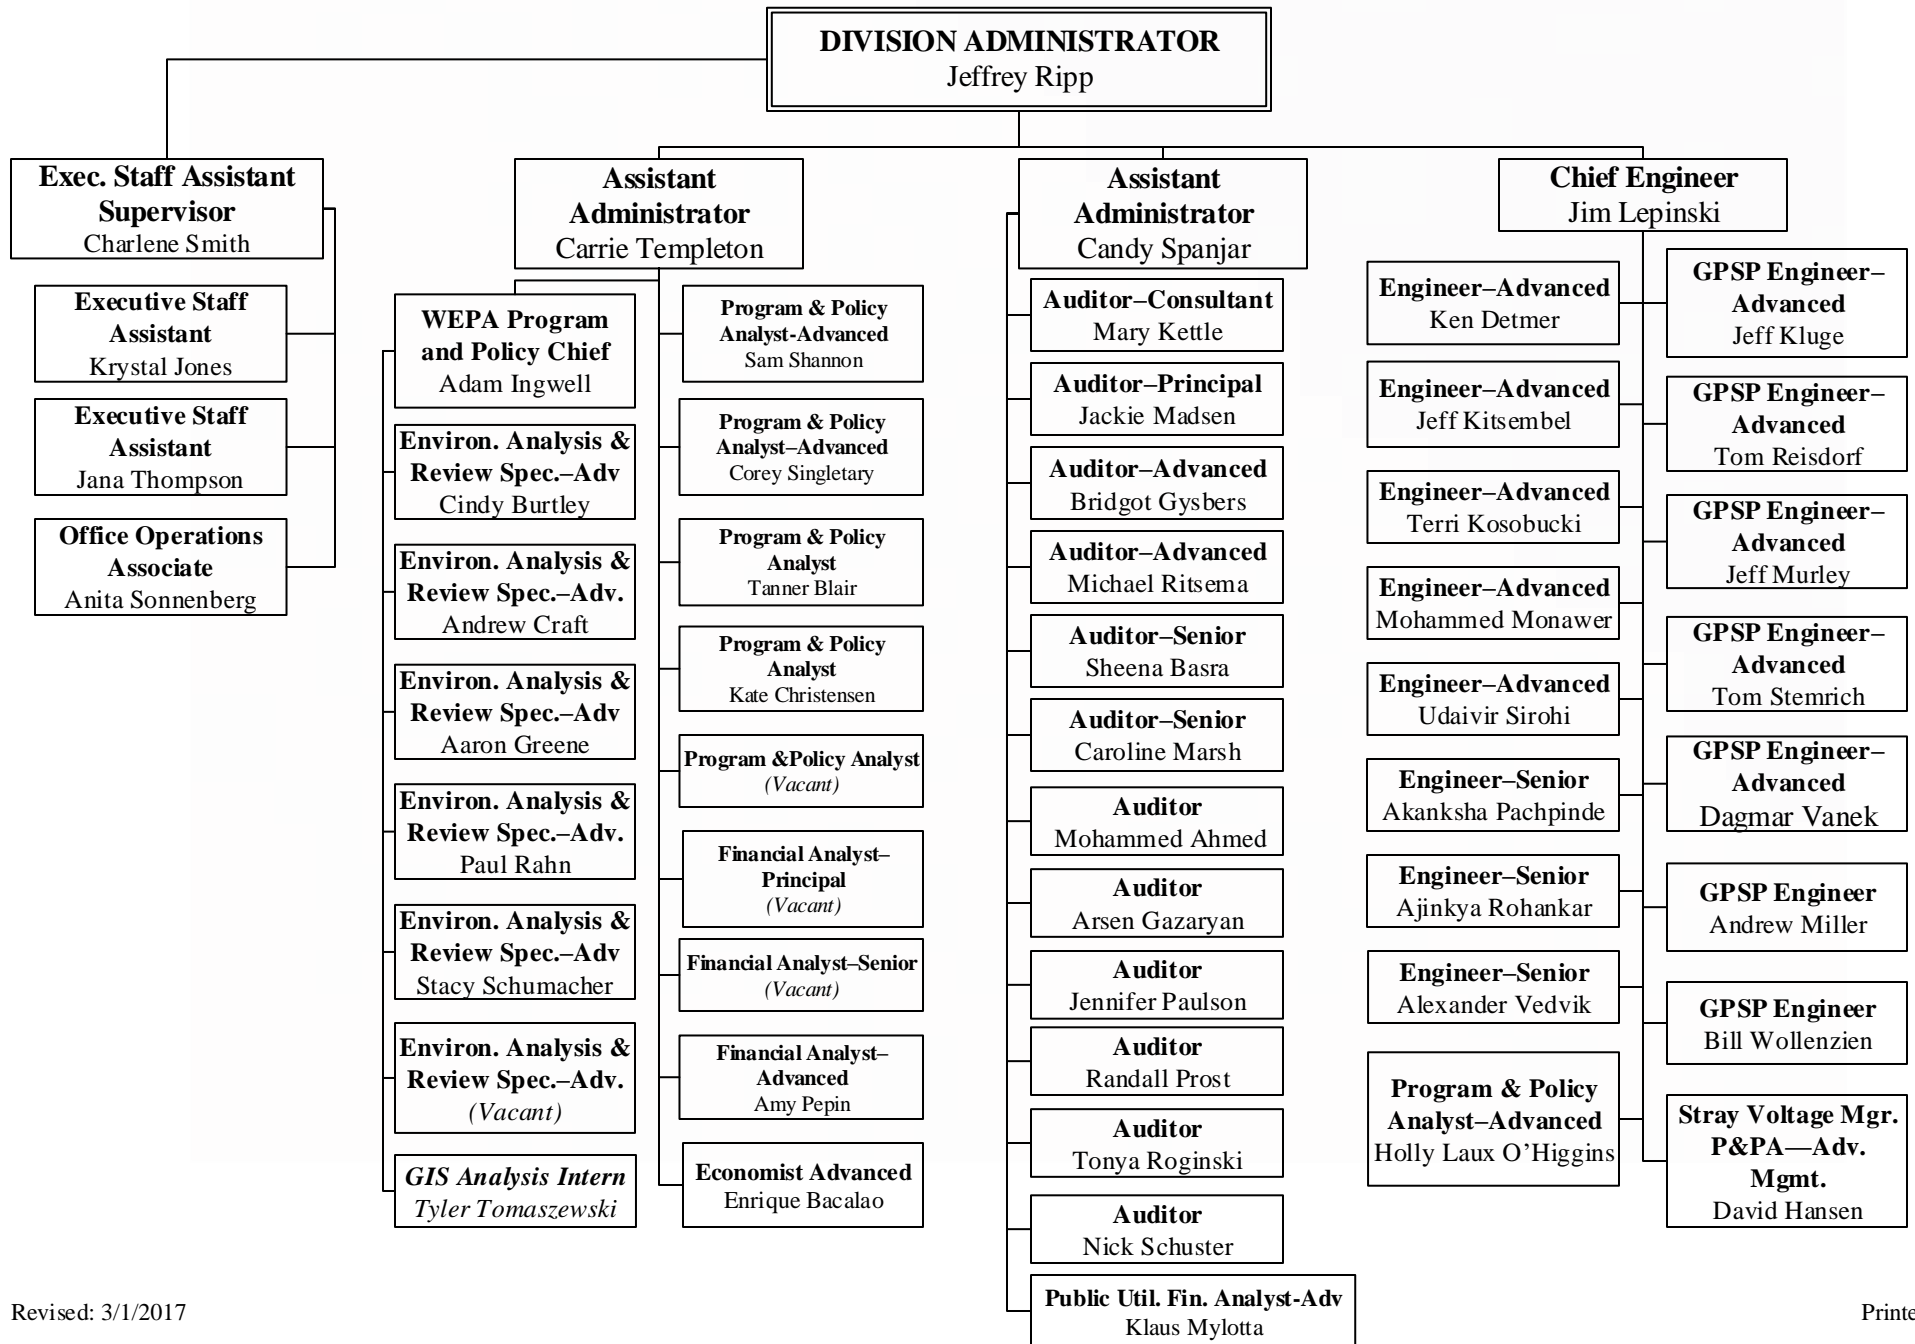 DIVISION ADMINISTRATOR
Jeffrey Ripp
Exec. Staff Assistant
Supervisor
Charlene Smith
Executive Staff
Assistant
Krystal Jones
Executive Staff
Assistant
Jana Thompson
Office Operations
Associate
Anita Sonnenberg
Assistant
Administrator
Carrie Templeton
WEPA Program
and Policy Chief
Adam Ingwell
Environ. Analysis &
Review Spec.–Adv
Cindy Burtley
Environ. Analysis &
Review Spec.–Adv.
Andrew Craft
Environ. Analysis &
Review Spec.–Adv
Aaron Greene
Environ. Analysis &
Review Spec.–Adv.
Paul Rahn
Environ. Analysis &
Review Spec.–Adv
Stacy Schumacher
Environ. Analysis &
Review Spec.–Adv.
(Vacant)
GIS Analysis Intern
Tyler Tomaszewski
Program & Policy
Analyst-Advanced
Sam Shannon
Program & Policy
Analyst–Advanced
Corey Singletary
Program & Policy
Analyst
Tanner Blair
Program & Policy
Analyst
Kate Christensen
Program &Policy Analyst
(Vacant)
Financial Analyst–
Principal
(Vacant)
Financial Analyst–Senior
(Vacant)
Financial Analyst–
Advanced
Amy Pepin
Economist Advanced
Enrique Bacalao
Assistant
Administrator
Candy Spanjar
Auditor–Consultant
Mary Kettle
Auditor–Principal
Jackie Madsen
Auditor–Advanced
Bridgot Gysbers
Auditor–Advanced
Michael Ritsema
Auditor–Senior
Sheena Basra
Auditor–Senior
Caroline Marsh
Auditor
Mohammed Ahmed
Auditor
Arsen Gazaryan
Auditor
Jennifer Paulson
Auditor
Randall Prost
Auditor
Tonya Roginski
Auditor
Nick Schuster
Public Util. Fin. Analyst-Adv
Klaus Mylotta
Chief Engineer
Jim Lepinski
Engineer–Advanced
Ken Detmer
Engineer–Advanced
Jeff Kitsembel
Engineer–Advanced
Terri Kosobucki
Engineer–Advanced
Mohammed Monawer
Engineer–Advanced
Udaivir Sirohi
Engineer–Senior
Akanksha Pachpinde
Engineer–Senior
Ajinkya Rohankar
Engineer–Senior
Alexander Vedvik
Program & Policy
Analyst–Advanced
Holly Laux O’Higgins
GPSP Engineer–
Advanced
Jeff Kluge
GPSP Engineer–
Advanced
Tom Reisdorf
GPSP Engineer–
Advanced
Jeff Murley
GPSP Engineer–
Advanced
Tom Stemrich
GPSP Engineer–
Advanced
Dagmar Vanek
GPSP Engineer
Andrew Miller
GPSP Engineer
Bill Wollenzien
Stray Voltage Mgr.
P&PA—Adv.
Mgmt.
David Hansen
Revised: 3/1/2017
Printe